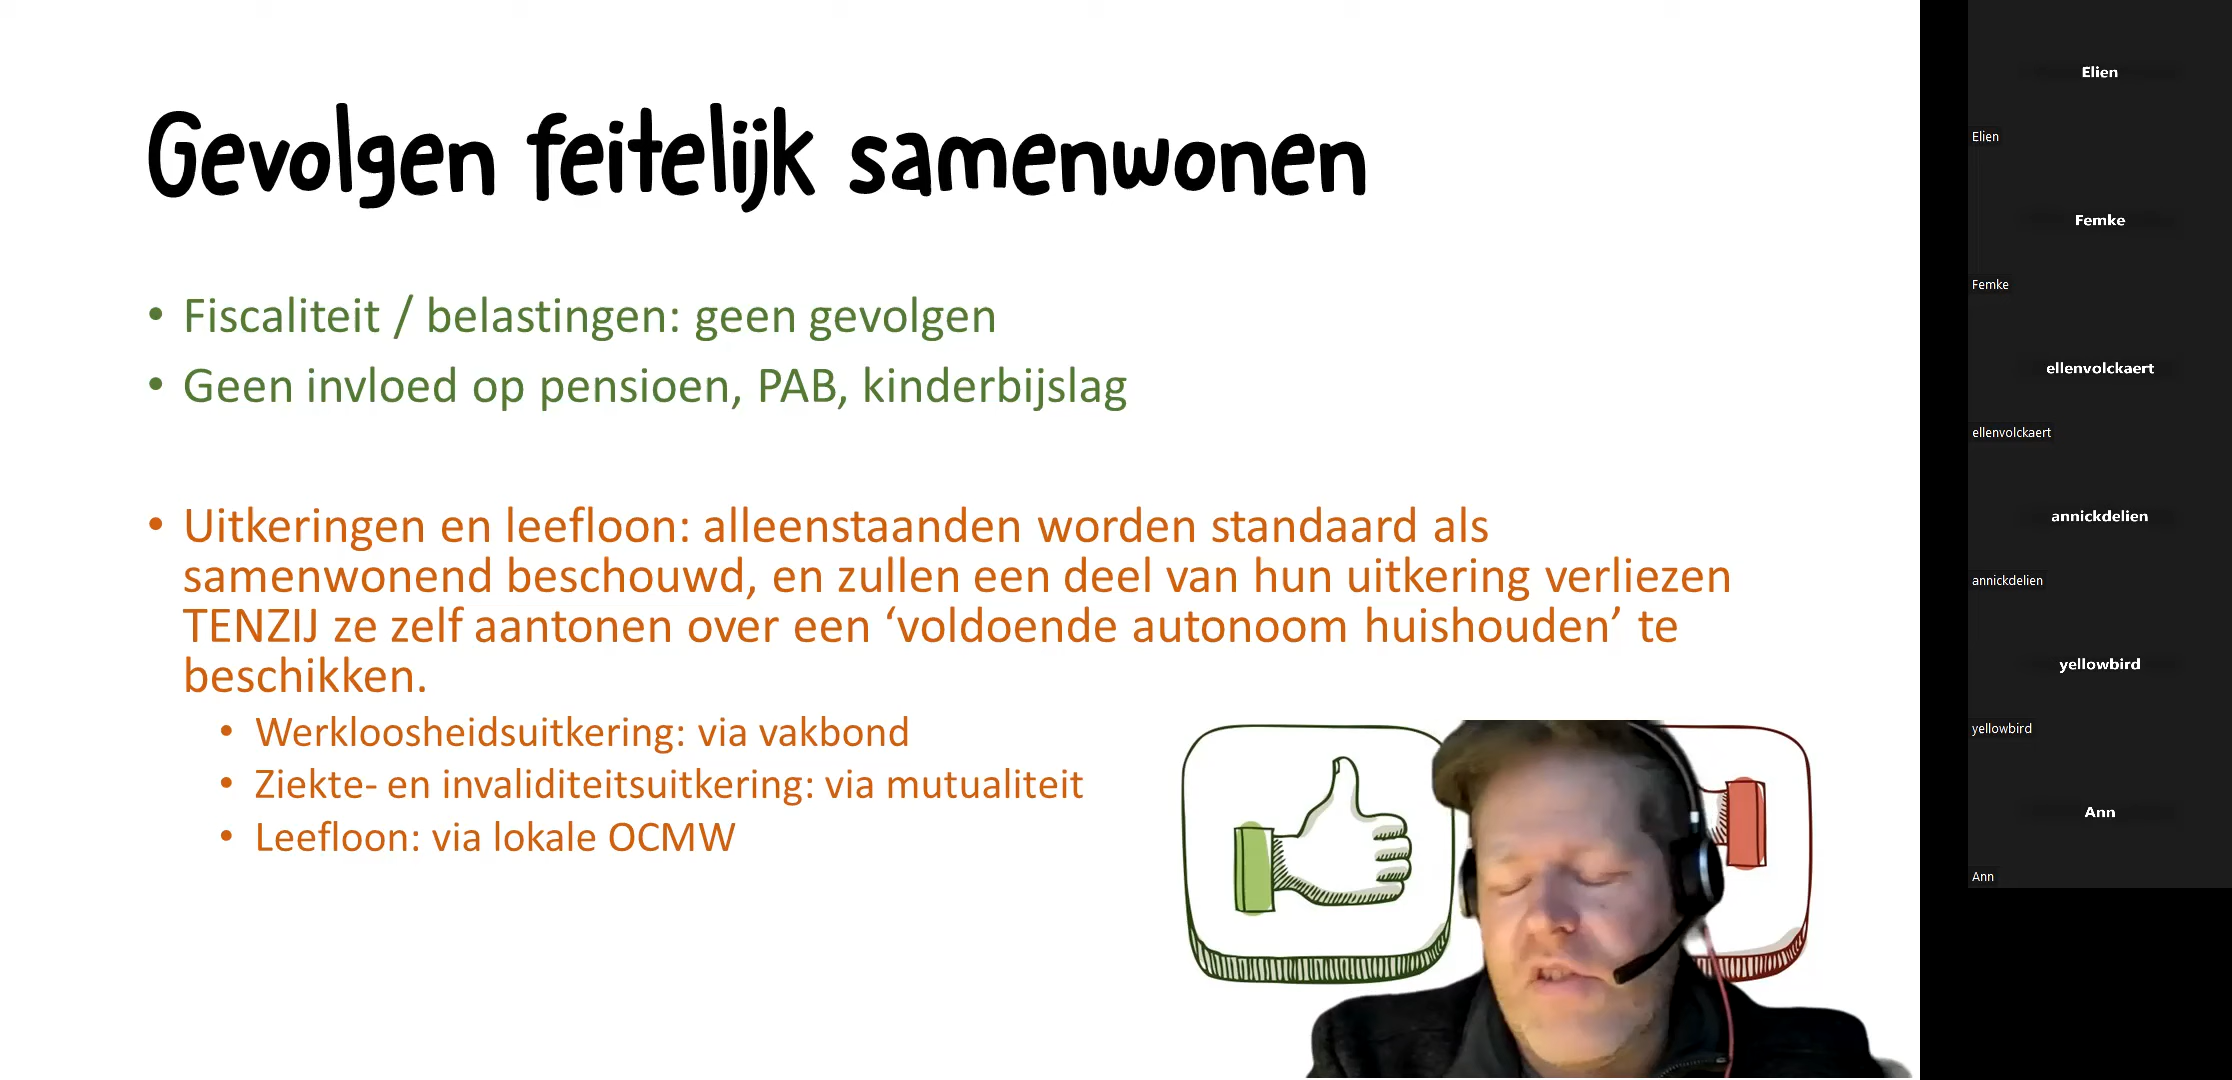 Gevolgen feitelijk samenwonen
• Fiscaliteit / belastingen: geen gevolgen
• Geen invloed op pensioen, PAB, kinderbijslag
• Uitkeringen en leefloon: alleenstaanden worden standaard als
samenwonend beschouwd, en zullen een deel van hun uitkering verliezen
TENZIJ ze zelf aantonen over een ‘voldoende autonoom huishouden’ te
beschikken.
• Werkloosheidsuitkering: via vakbond
• Ziekte- en invaliditeitsuitkering: via mutualiteit
• Leefloon: via lokale OCMW
Elien
Elien
Femke
Femke
ellenvolckaert
ellenvolckaert
annickdelien
annickdelien
yellowbird
yellowbird
Ann
Ann